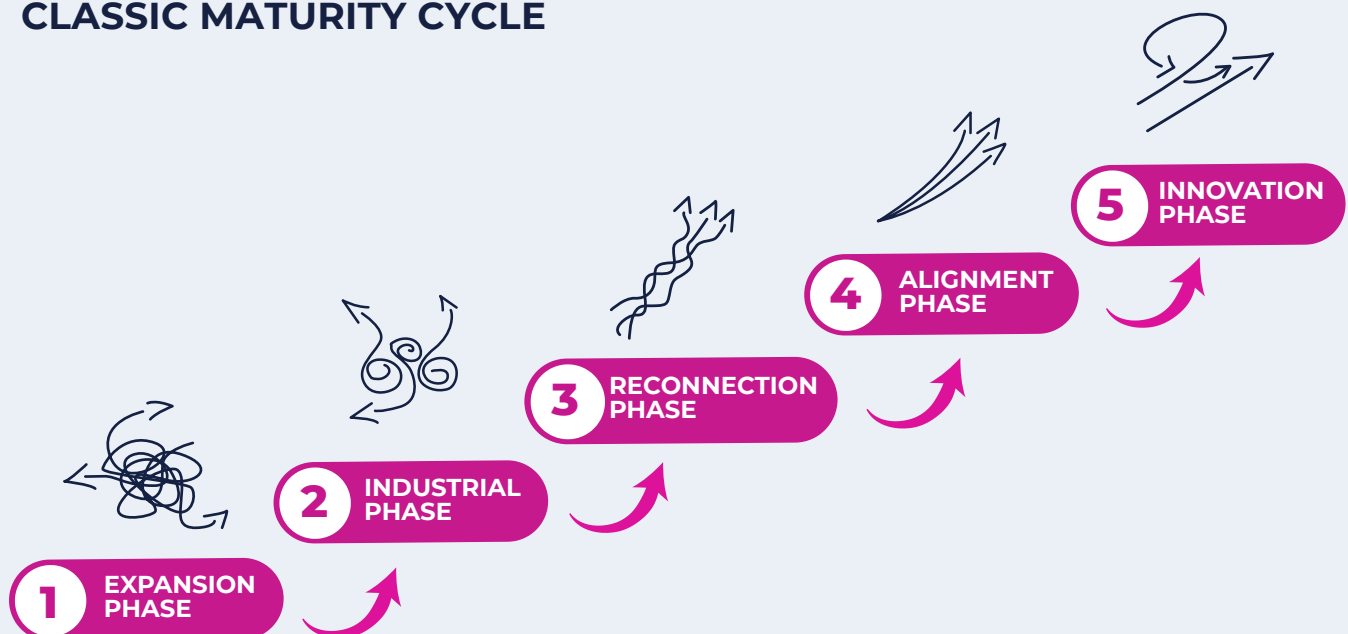 CLASSIC MATURITY CYCLE
1
EXPANSION
PHASE
2
INDUSTRIAL
PHASE
3
RECONNECTION
PHASE
4
ALIGNMENT
PHASE
5
INNOVATION
PHASE